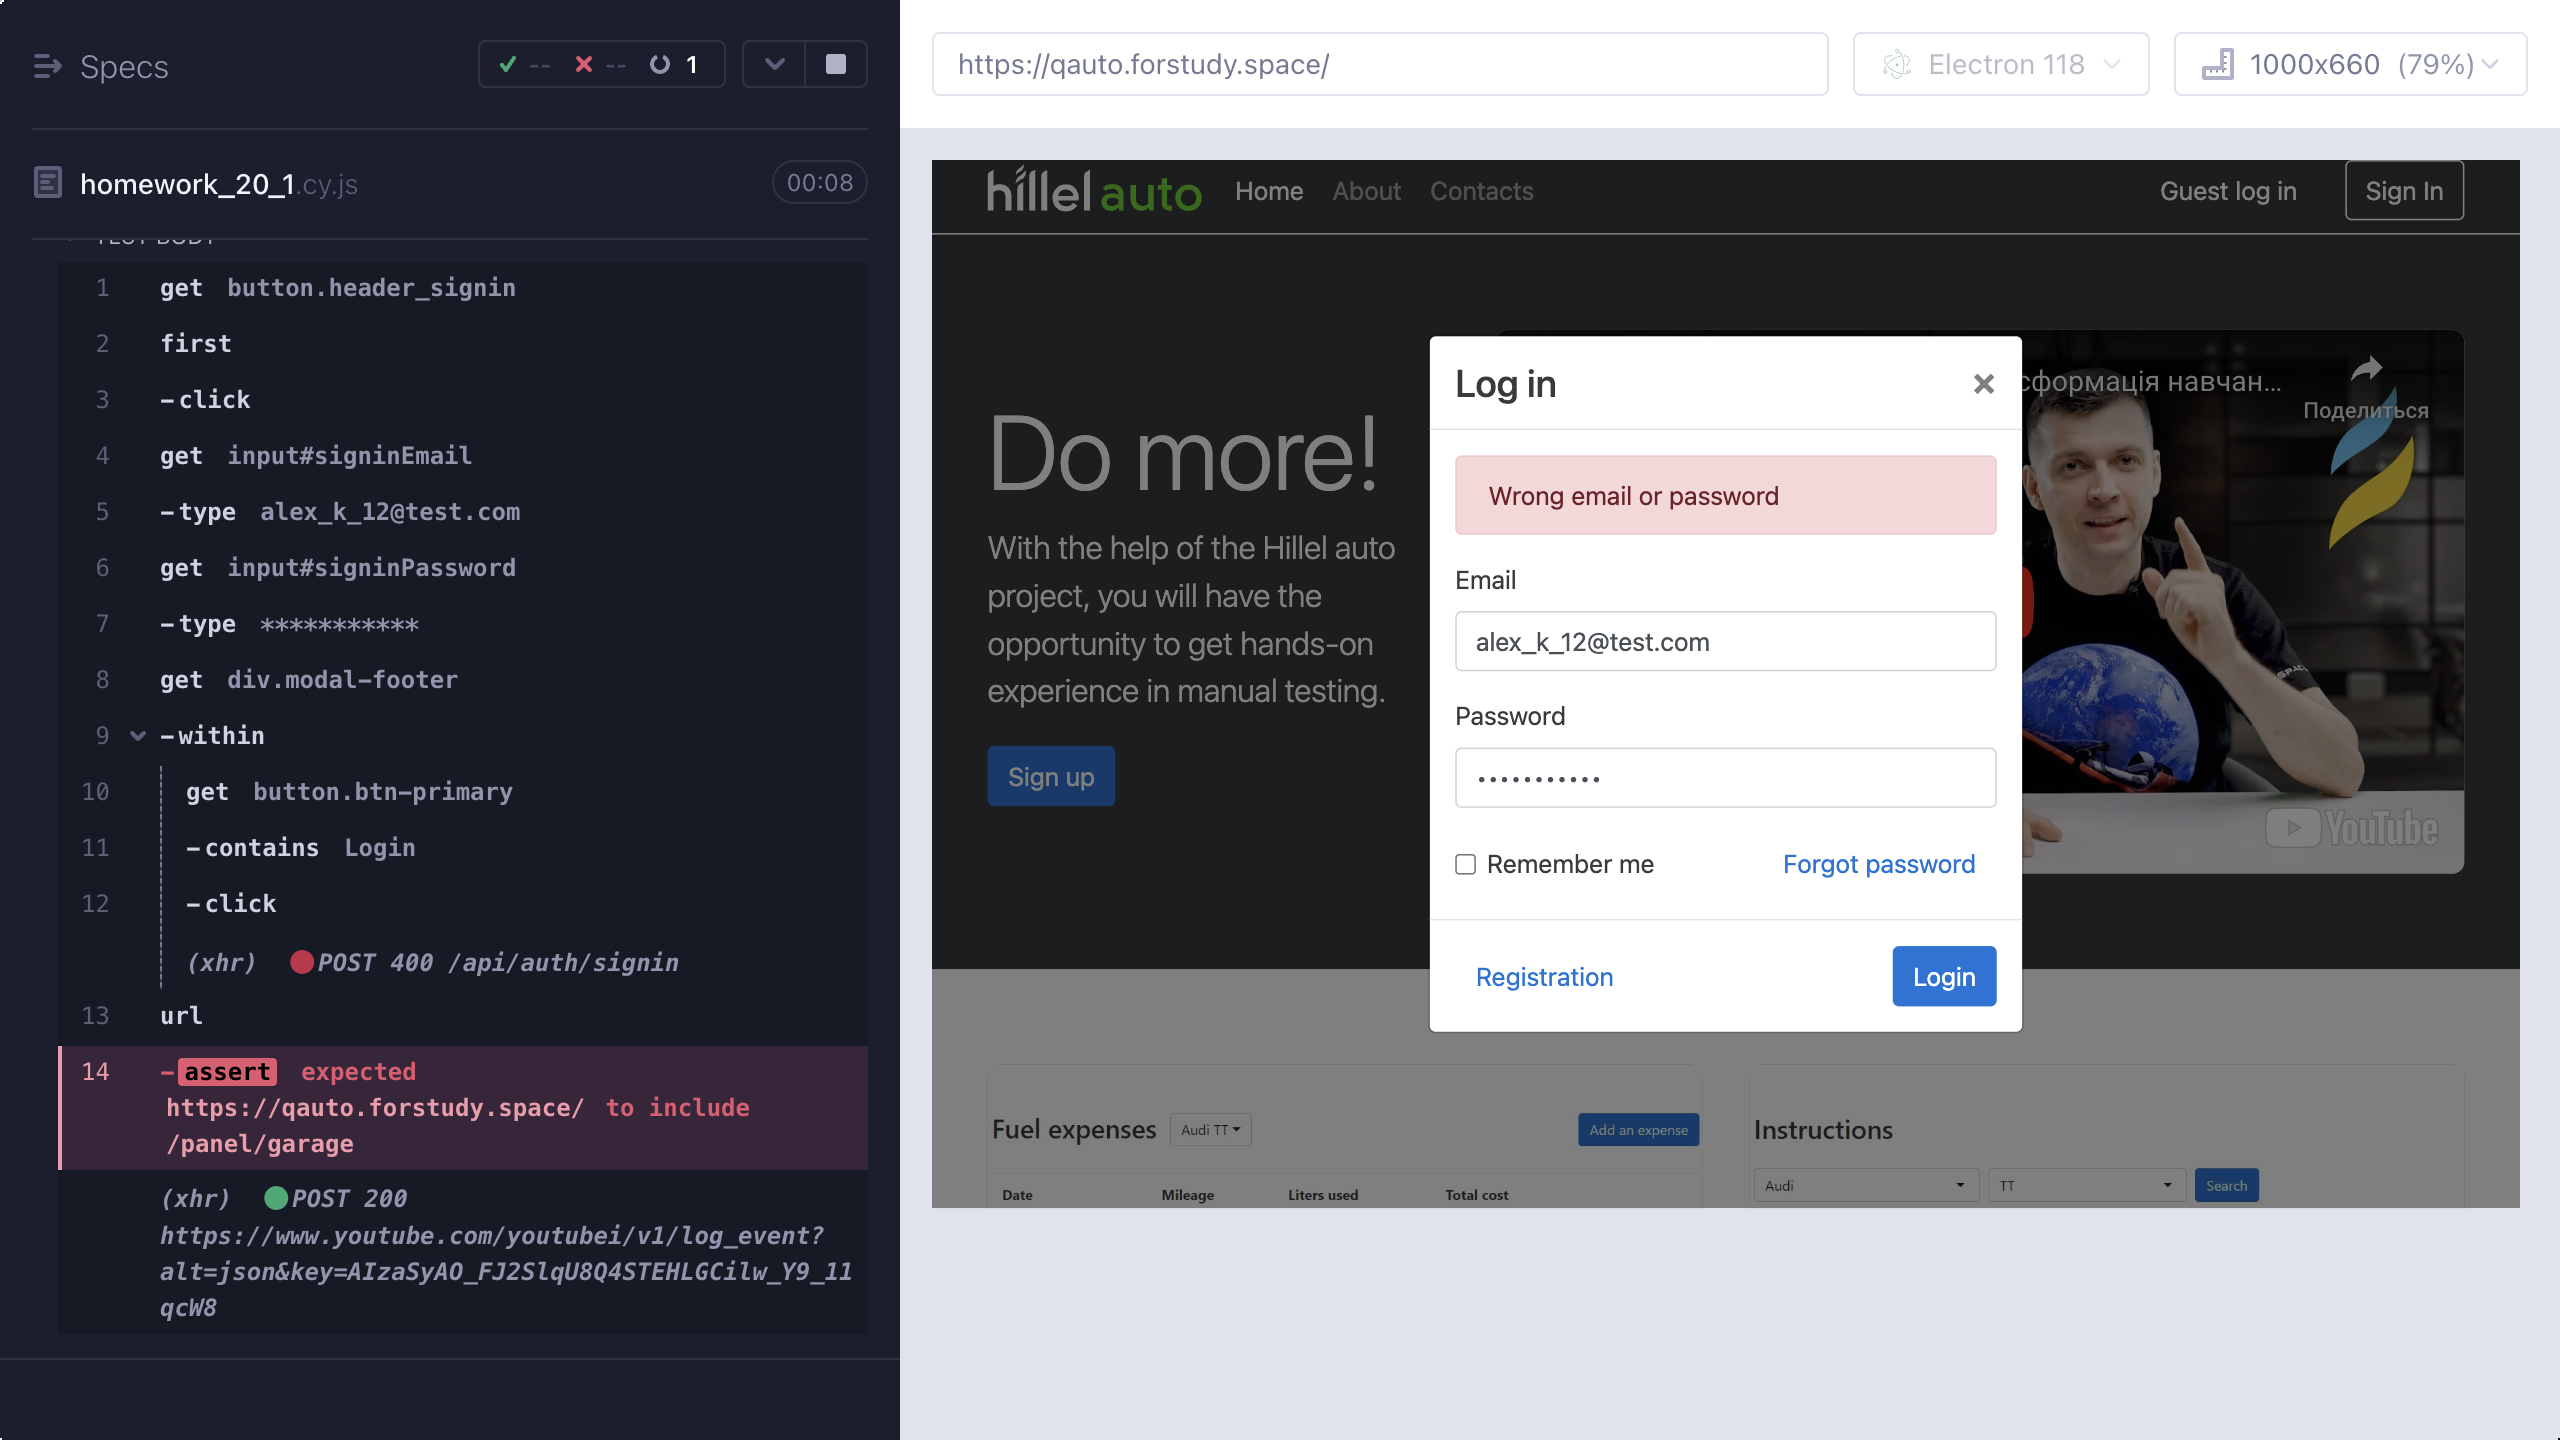 Specs
-- -- 1
homework_20_1.cy.js
00:08
TEST BODY
1 get button.header_signin
2 first
3 -click
4 get input#signinEmail
5 -type alex_k_12@test.com
6 get input#signinPassword
7 -type ***********
8 get div.modal-footer
9 -within
10 get button.btn-primary
11 -contains Login
12 -click
(xhr) POST 400 /api/auth/signin
13 url
14 -assert expected
https://qauto.forstudy.space/ to include
/panel/garage
(xhr) POST 200
https://www.youtube.com/youtubei/v1/log_event?
alt=json&key=AIzaSyAO_FJ2SlqU8Q4STEHLGCilw_Y9_11
qcW8
https://qauto.forstudy.space/
Electron 118
1000x660 (79%)
hillel auto
Home
About
Contacts
Guest log in
Sign In
Do more!
With the help of the Hillel auto
project, you will have the
opportunity to get hands-on
experience in manual testing.
Sign up
сформація навчан...
Поделиться
SPACE
YouTube
Log in
×
Wrong email or password
Email
alex_k_12@test.com
Password
•••••••••••
Remember me
Forgot password
Registration
Login
Fuel expenses
Audi TT
Add an expense
Date Mileage Liters used Total cost
Instructions
Audi
TT
Search